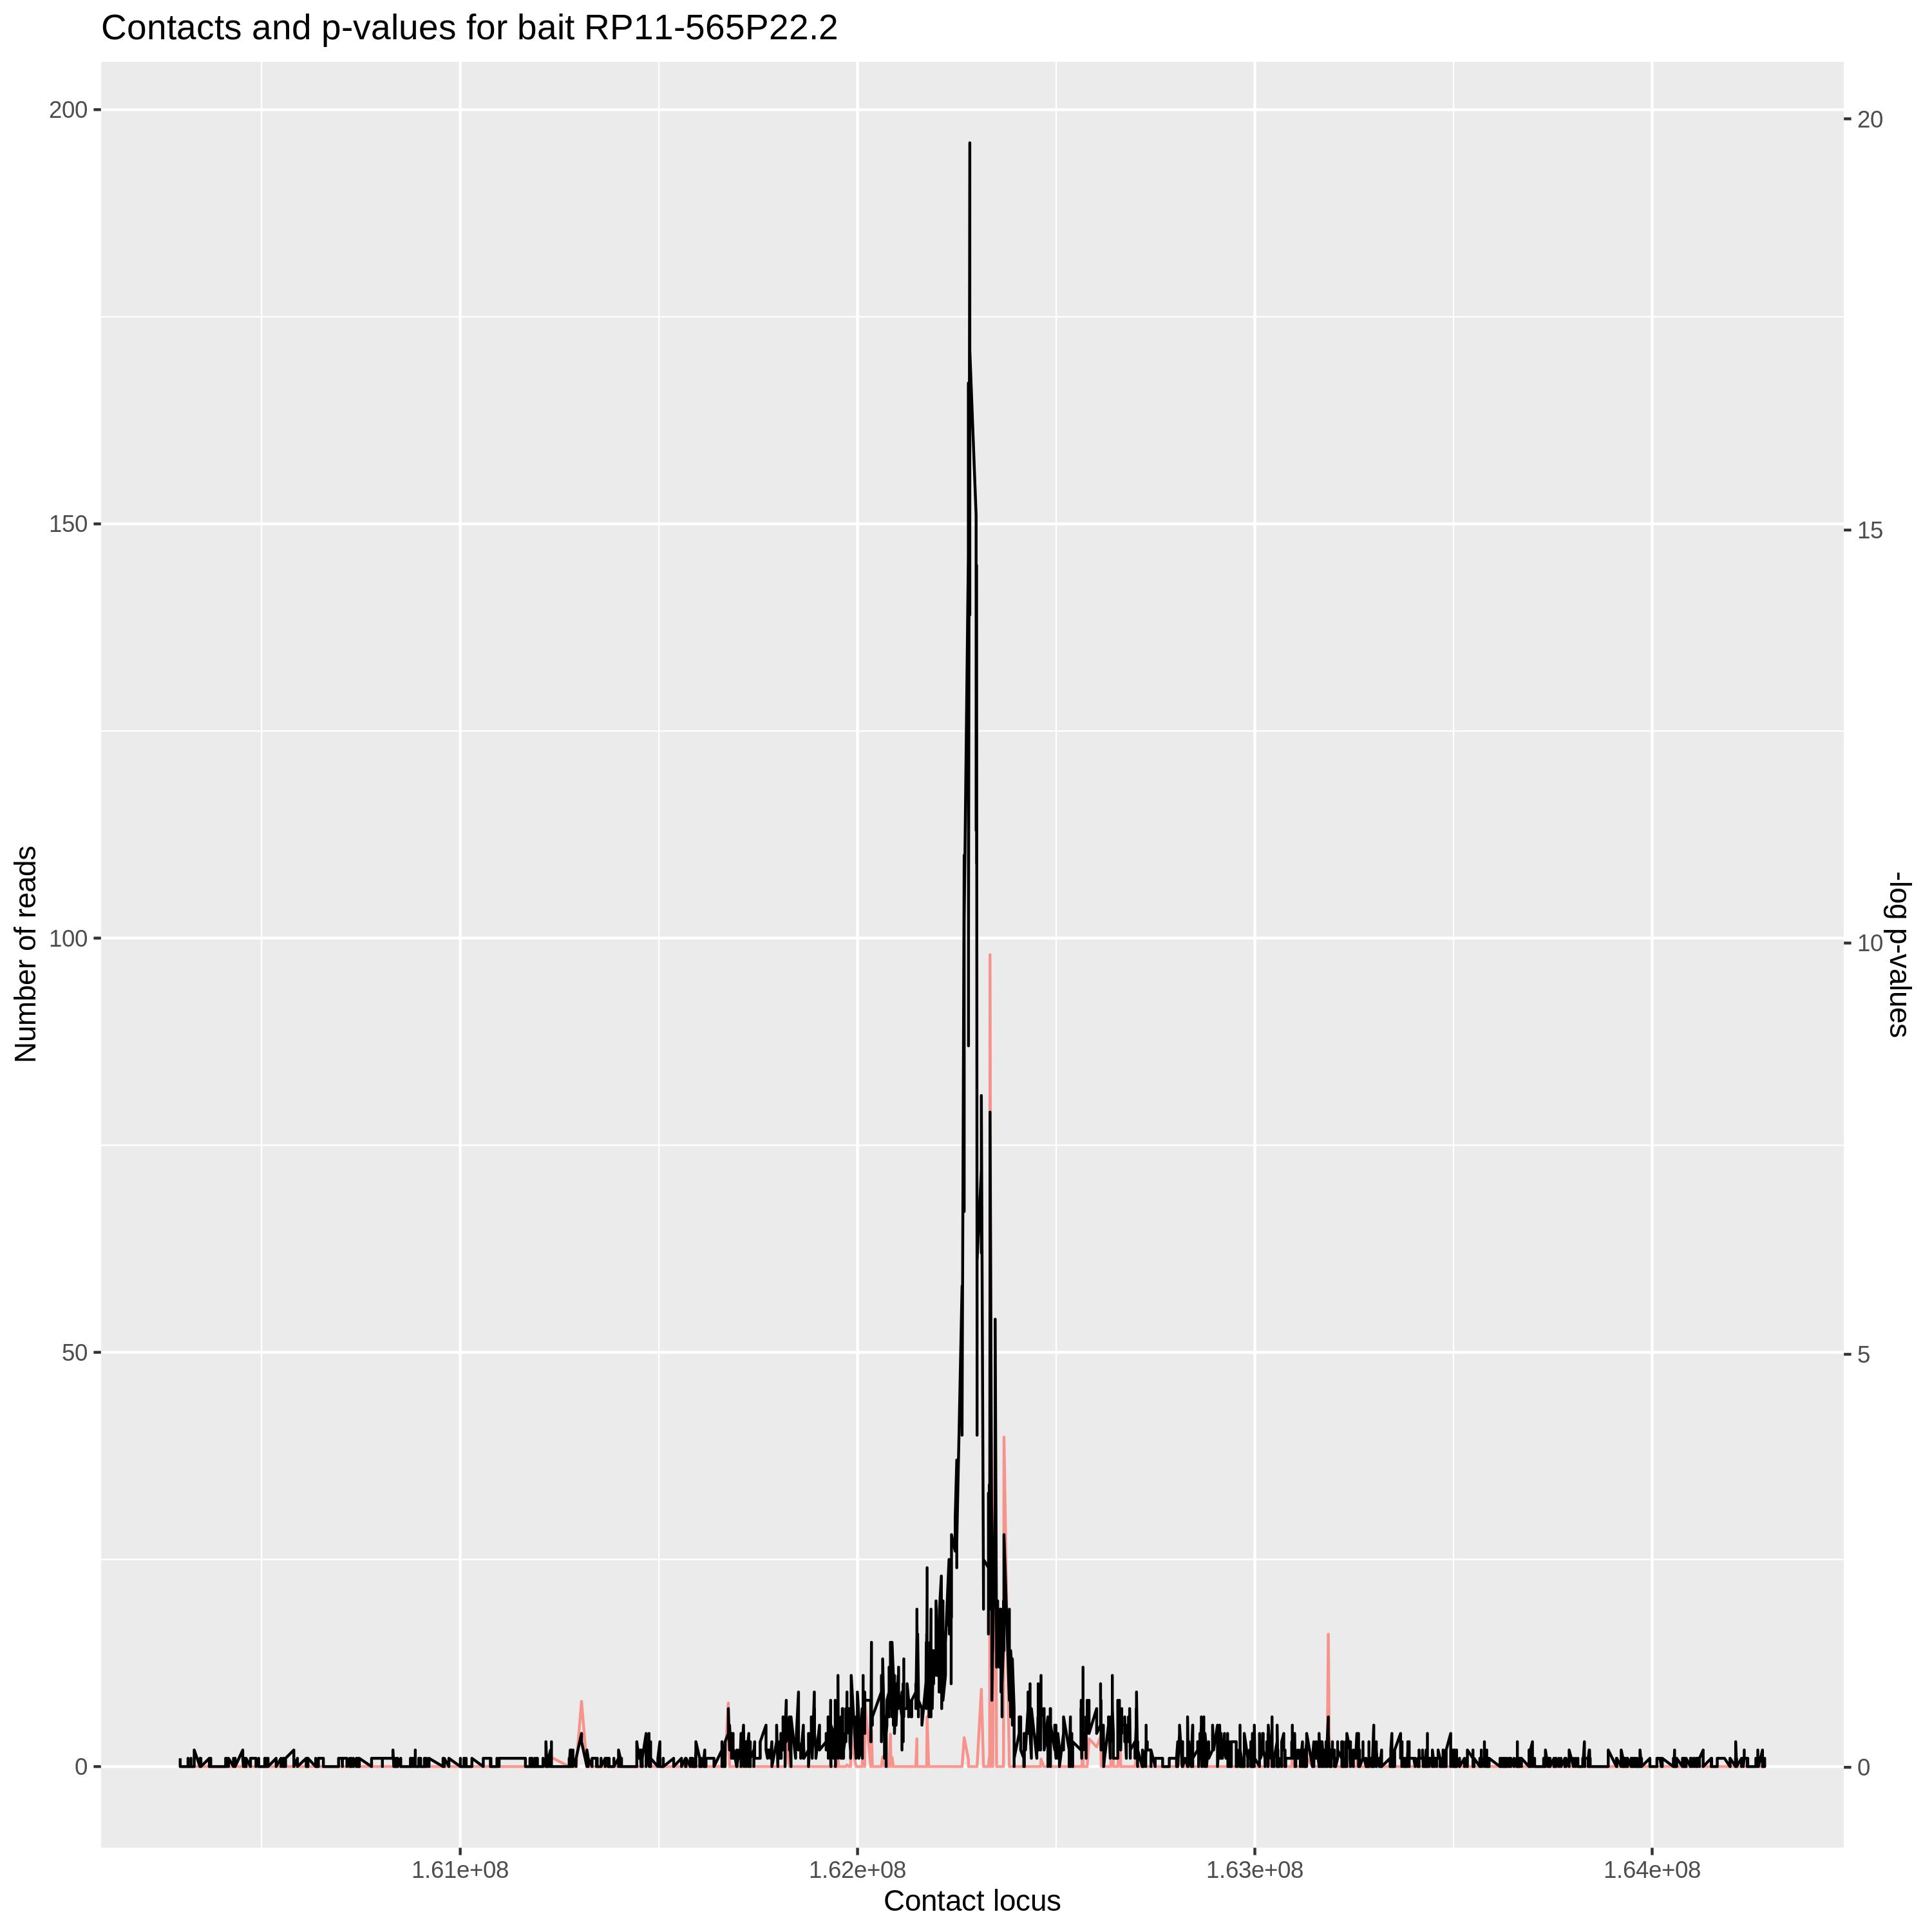 Contacts and p-values for bait RP11-565P22.2
200
150
100
50
0
Number of reads
20
15
10
5
0
-log p-values
1.61e+08 1.62e+08 1.63e+08 1.64e+08
Contact locus